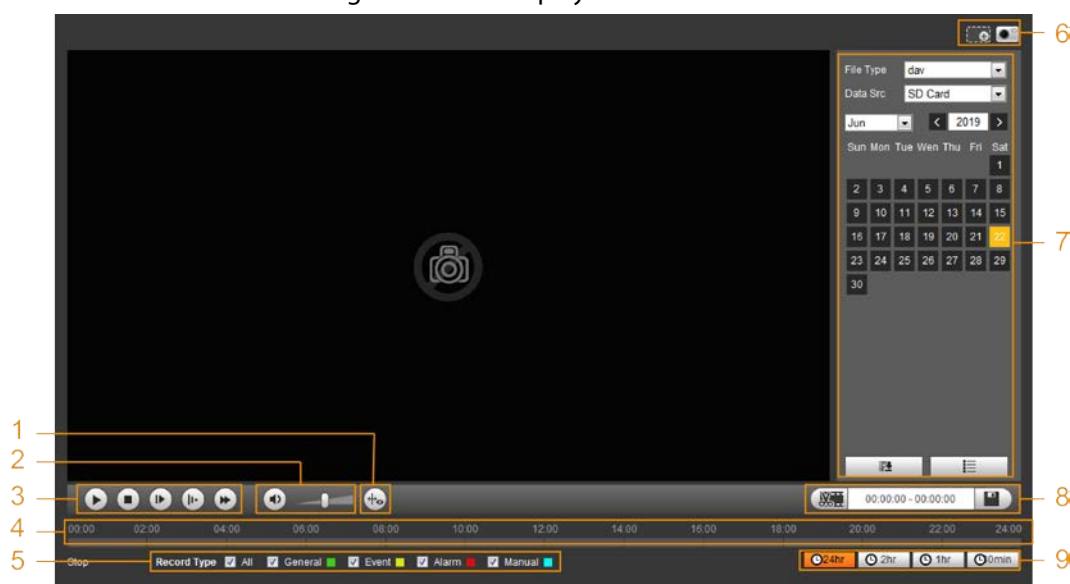 6
File Type dav
Data Src SD Card
Jun 2019
Sun Mon Tue Wen Thu Fri Sat
1
2 3 4 5 6 7 8
9 10 11 12 13 14 15
16 17 18 19 20 21 22
7
23 24 25 26 27 28 29
30
1
2
3
00:00:00 - 00:00:00
8
4
00:00 02:00 04:00 06:00 08:00 10:00 12:00 14:00 16:00 18:00 20:00 22:00 24:00
5
Stop Record Type All General Event Alarm Manual
24hr 2hr 1hr 0min
9